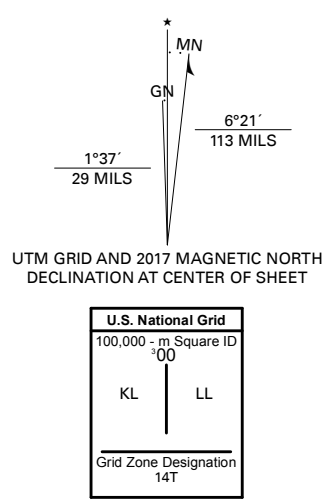 ★
MN
GN
6°21´
113 MILS
1°37´
29 MILS
UTM GRID AND 2017 MAGNETIC NORTH
DECLINATION AT CENTER OF SHEET
U.S. National Grid
100,000 - m Square ID
³00
KL LL
Grid Zone Designation
14T